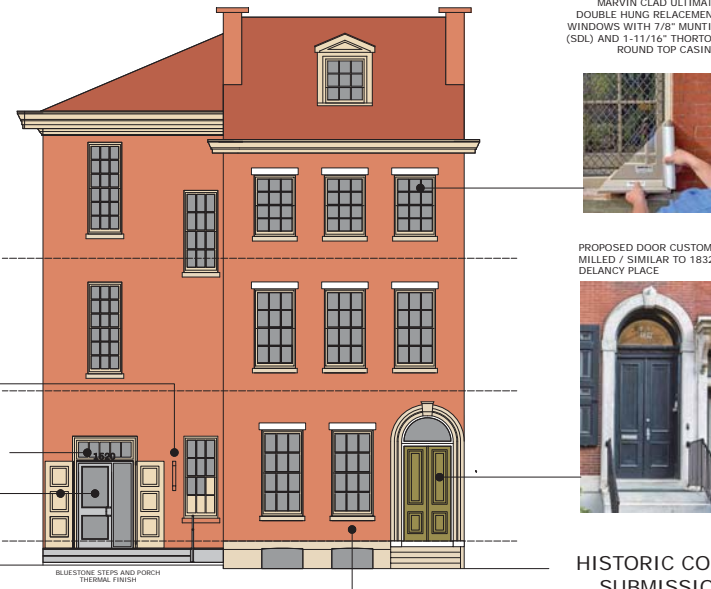 MARVIN CLAD ULTIMAT
DOUBLE HUNG RELACEMEN
WINDOWS WITH 7/8" MUNTI
(SDL) AND 1-11/16" THORTO
ROUND TOP CASIN
PROPOSED DOOR CUSTOM
MILLED / SIMILAR TO 1832
DELANCY PLACE
1520
BLUESTONE STEPS AND PORCH
THERMAL FINISH
HISTORIC CO
SUBMISSIO